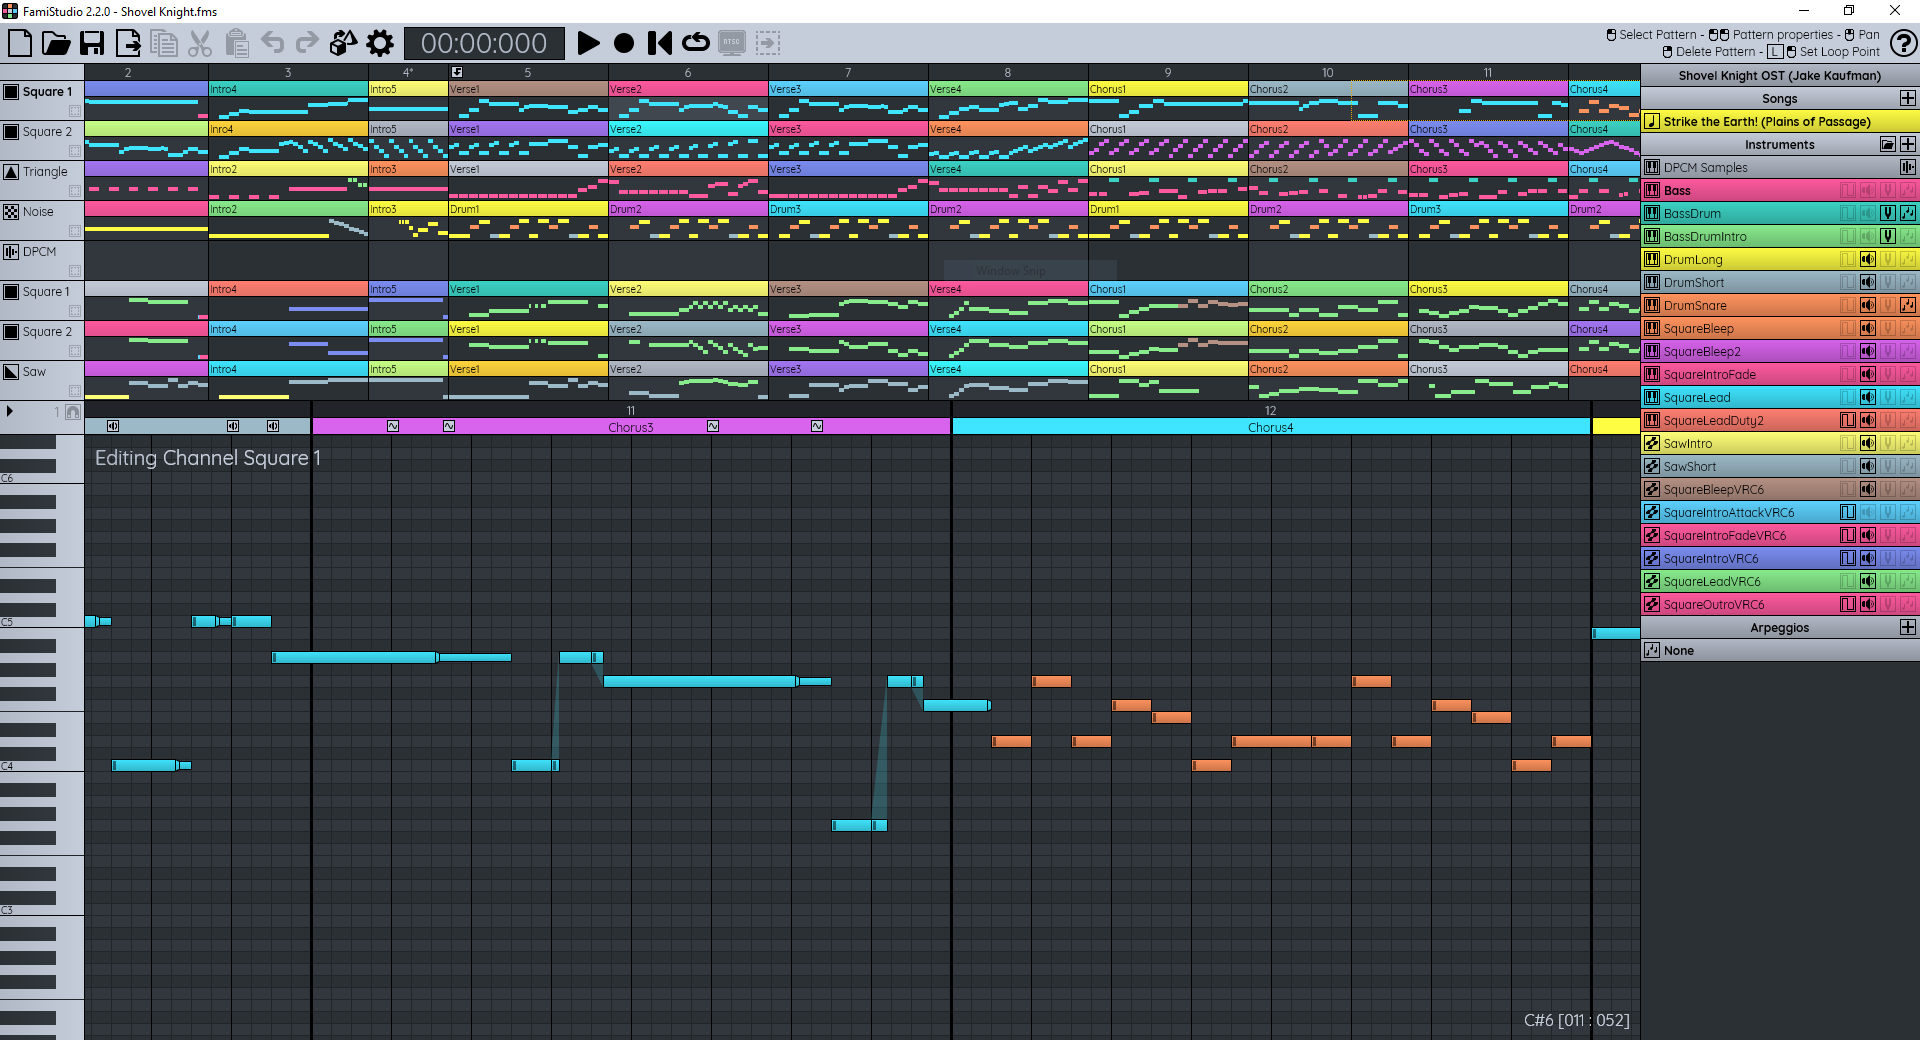 FamiStudio 2.2.0 - Shovel Knight.fms
00:00:000
NTSC
Select Pattern - Pattern properties - Pan
Delete Pattern - L Set Loop Point
?
2 3 4* 5 6 7 8 9 10 11
Square 1
Intro4 Intro5 Verse1 Verse2 Verse3 Verse4 Chorus1 Chorus2 Chorus3 Chorus4
Square 2
Inro4 Intro5 Verse1 Verse2 Verse3 Verse4 Chorus1 Chorus2 Chorus3 Chorus4
Triangle
Intro2 Intro3 Verse1 Verse2 Verse3 Verse4 Chorus1 Chorus2 Chorus3 Chorus4
Noise
Intro2 Intro3 Drum1 Drum2 Drum3 Drum2 Drum1 Drum2 Drum3 Drum2
DPCM
Window Snip
Square 1
Intro4 Intro5 Verse1 Verse2 Verse3 Verse4 Chorus1 Chorus2 Chorus3 Chorus4
Square 2
Intro4 Intro5 Verse1 Verse2 Verse3 Verse4 Chorus1 Chorus2 Chorus3 Chorus4
Saw
Intro4 Intro5 Verse1 Verse2 Verse3 Verse4 Chorus1 Chorus2 Chorus3 Chorus4
1
11 12
Chorus3 Chorus4
Editing Channel Square 1
C6
C5
C4
C3
C#6 [011 : 052]
Shovel Knight OST (Jake Kaufman)
Songs
Strike the Earth! (Plains of Passage)
Instruments
DPCM Samples
Bass
BassDrum
BassDrumIntro
DrumLong
DrumShort
DrumSnare
SquareBleep
SquareBleep2
SquareIntroFade
SquareLead
SquareLeadDuty2
SawIntro
SawShort
SquareBleepVRC6
SquareIntroAttackVRC6
SquareIntroFadeVRC6
SquareIntroVRC6
SquareLeadVRC6
SquareOutroVRC6
Arpeggios
None